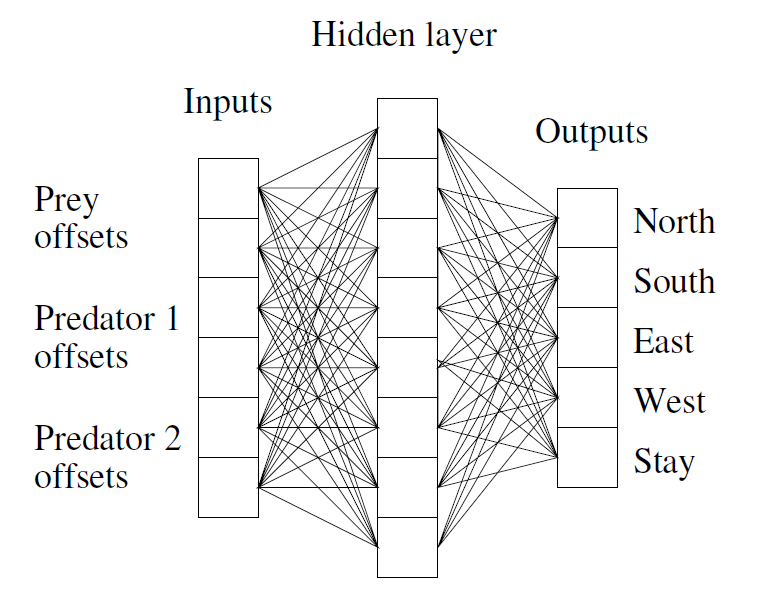 Hidden layer
Inputs
Outputs
Prey
offsets
Predator 1
offsets
Predator 2
offsets
North
South
East
West
Stay